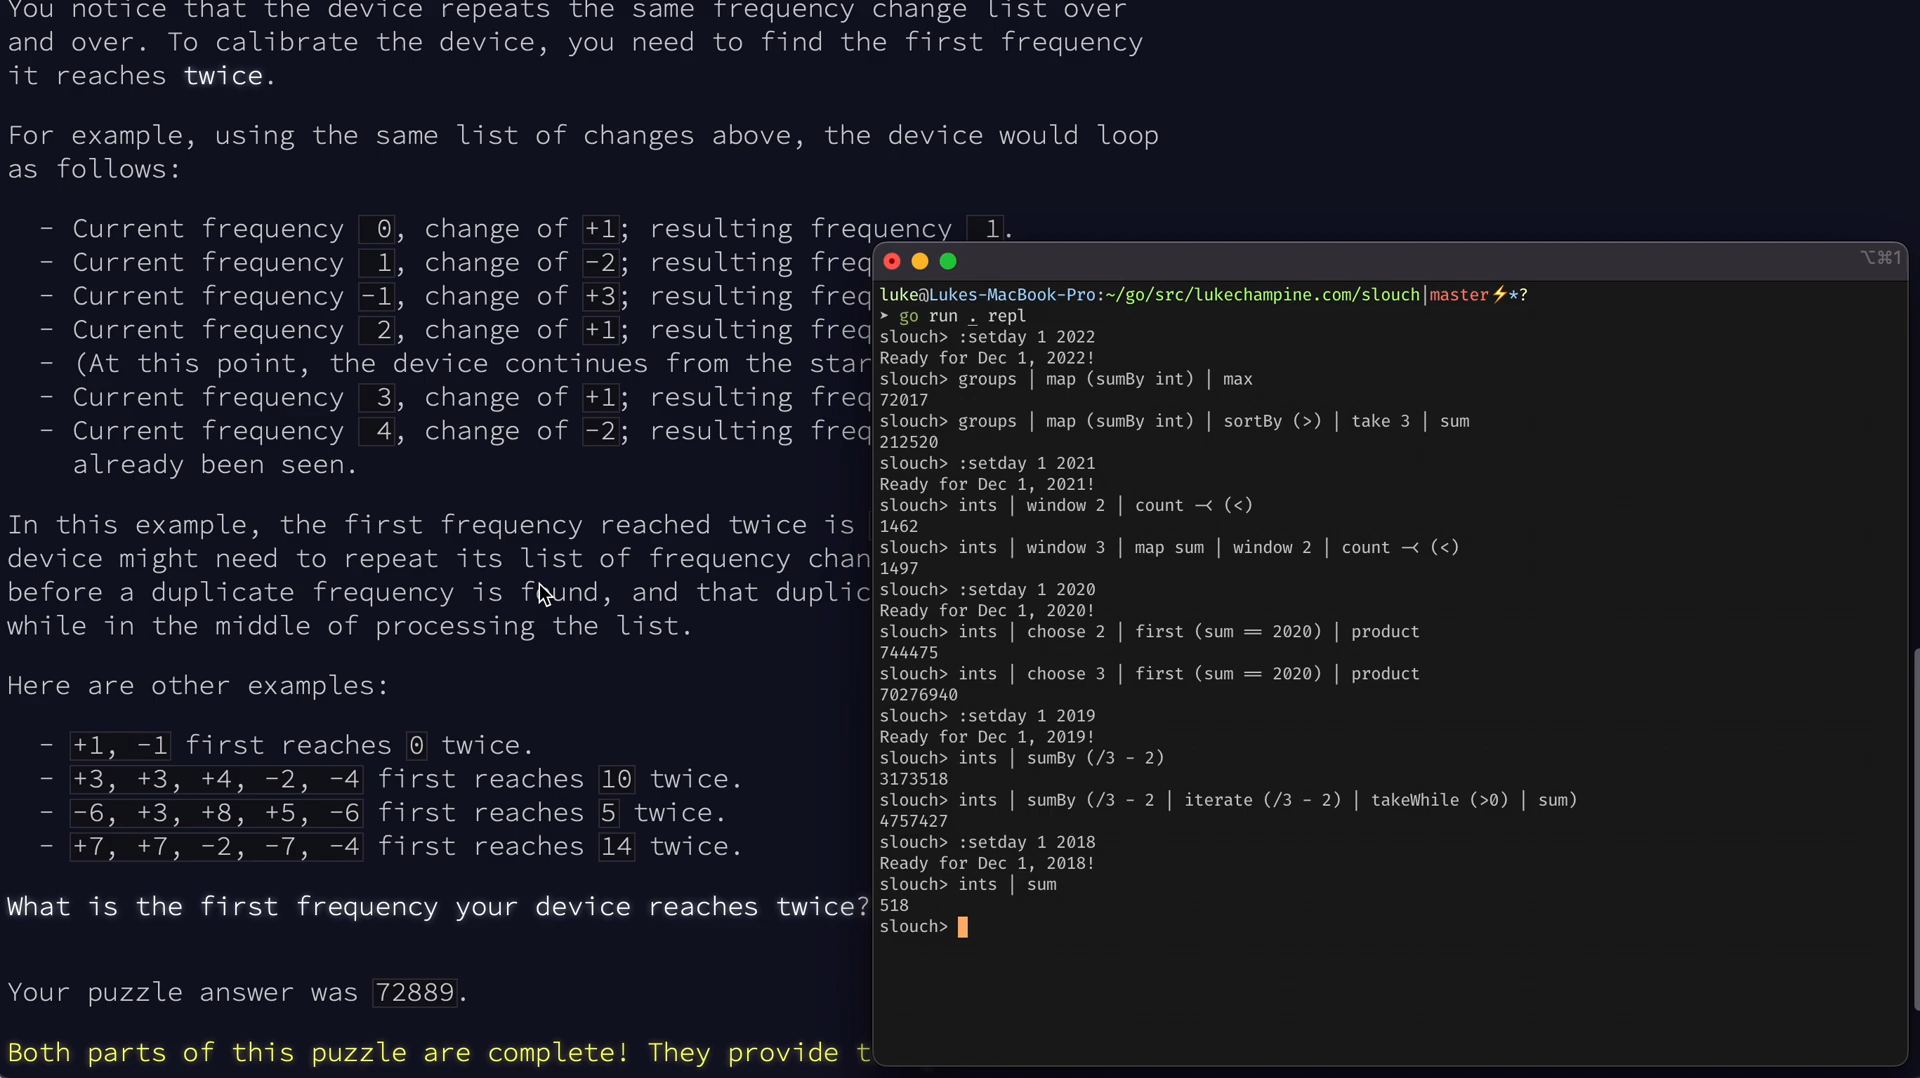 You notice that the device repeats the same frequency change list over
and over. To calibrate the device, you need to find the first frequency
it reaches twice.
For example, using the same list of changes above, the device would loop
as follows:
- Current frequency 0, change of +1; resulting frequency 1.
- Current frequency 1, change of -2; resulting freq
- Current frequency -1, change of +3; resulting freq
- Current frequency 2, change of +1; resulting freq
- (At this point, the device continues from the star
- Current frequency 3, change of +1; resulting freq
- Current frequency 4, change of -2; resulting freq
already been seen.
In this example, the first frequency reached twice is
device might need to repeat its list of frequency chan
before a duplicate frequency is found, and that duplic
while in the middle of processing the list.
Here are other examples:
- +1, -1 first reaches 0 twice.
- +3, +3, +4, -2, -4 first reaches 10 twice.
- -6, +3, +8, +5, -6 first reaches 5 twice.
- +7, +7, -2, -7, -4 first reaches 14 twice.
What is the first frequency your device reaches twice?
Your puzzle answer was 72889.
Both parts of this puzzle are complete! They provide t
⌥⌘1
luke@Lukes-MacBook-Pro:~/go/src/lukechampine.com/slouch|master⚡*?
➤ go run . repl
slouch> :setday 1 2022
Ready for Dec 1, 2022!
slouch> groups | map (sumBy int) | max
72017
slouch> groups | map (sumBy int) | sortBy (>) | take 3 | sum
212520
slouch> :setday 1 2021
Ready for Dec 1, 2021!
slouch> ints | window 2 | count -< (<)
1462
slouch> ints | window 3 | map sum | window 2 | count -< (<)
1497
slouch> :setday 1 2020
Ready for Dec 1, 2020!
slouch> ints | choose 2 | first (sum == 2020) | product
744475
slouch> ints | choose 3 | first (sum == 2020) | product
70276940
slouch> :setday 1 2019
Ready for Dec 1, 2019!
slouch> ints | sumBy (/3 - 2)
3173518
slouch> ints | sumBy (/3 - 2 | iterate (/3 - 2) | takeWhile (>0) | sum)
4757427
slouch> :setday 1 2018
Ready for Dec 1, 2018!
slouch> ints | sum
518
slouch>